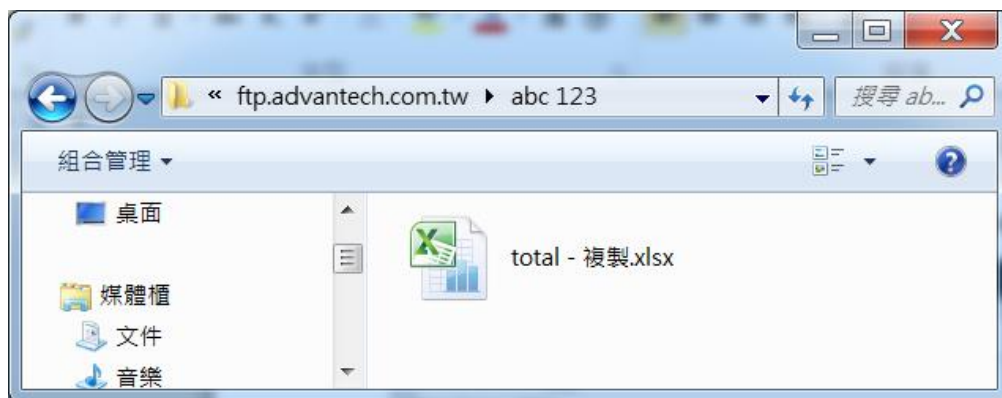 « ftp.advantech.com.tw ▸ abc 123
搜尋 ab...
組合管理
桌面
媒體櫃
文件
音樂
total - 複製.xlsx